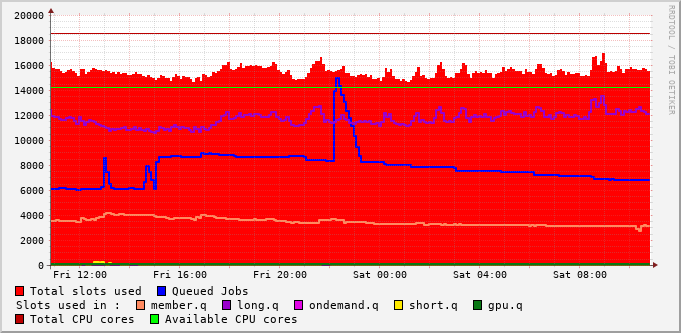 20000
18000
16000
14000
12000
10000
8000
6000
4000
2000
0
Fri 12:00 Fri 16:00 Fri 20:00 Sat 00:00 Sat 04:00 Sat 08:00
RRDTOOL / TOBI OETIKER
Total slots used Queued Jobs
Slots used in : member.q long.q ondemand.q short.q gpu.q
Total CPU cores Available CPU cores